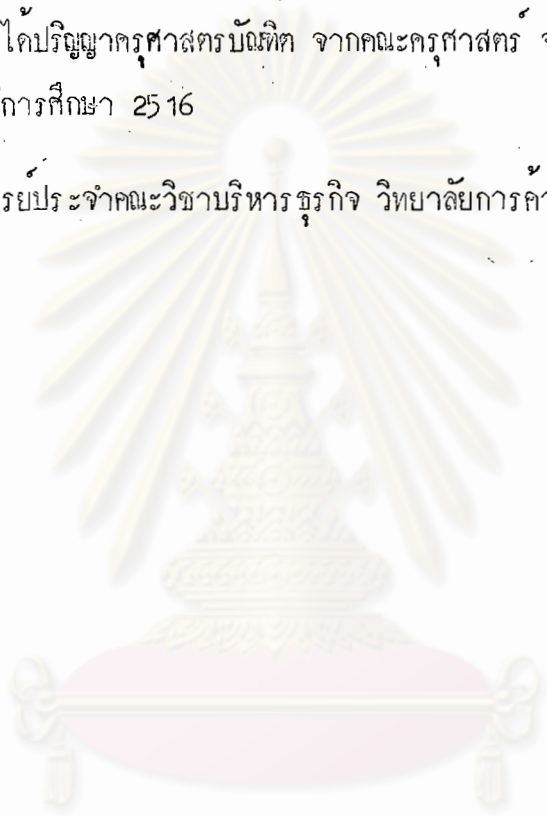 ได้ปริญญาครุศาสตรบัณฑิต จากคณะครุศาสตร์
การศึกษา 2516
รย์ประจำคณะวิชาบริหารธุรกิจ วิทยาลัยการค้า